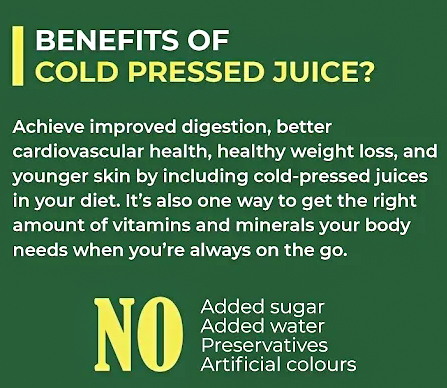 BENEFITS OF
COLD PRESSED JUICE?
Achieve improved digestion, better
cardiovascular health, healthy weight loss, and
younger skin by including cold-pressed juices
in your diet. It's also one way to get the right
amount of vitamins and minerals your body
needs when you're always on the go.
NO
Added sugar
Added water
Preservatives
Artificial colours